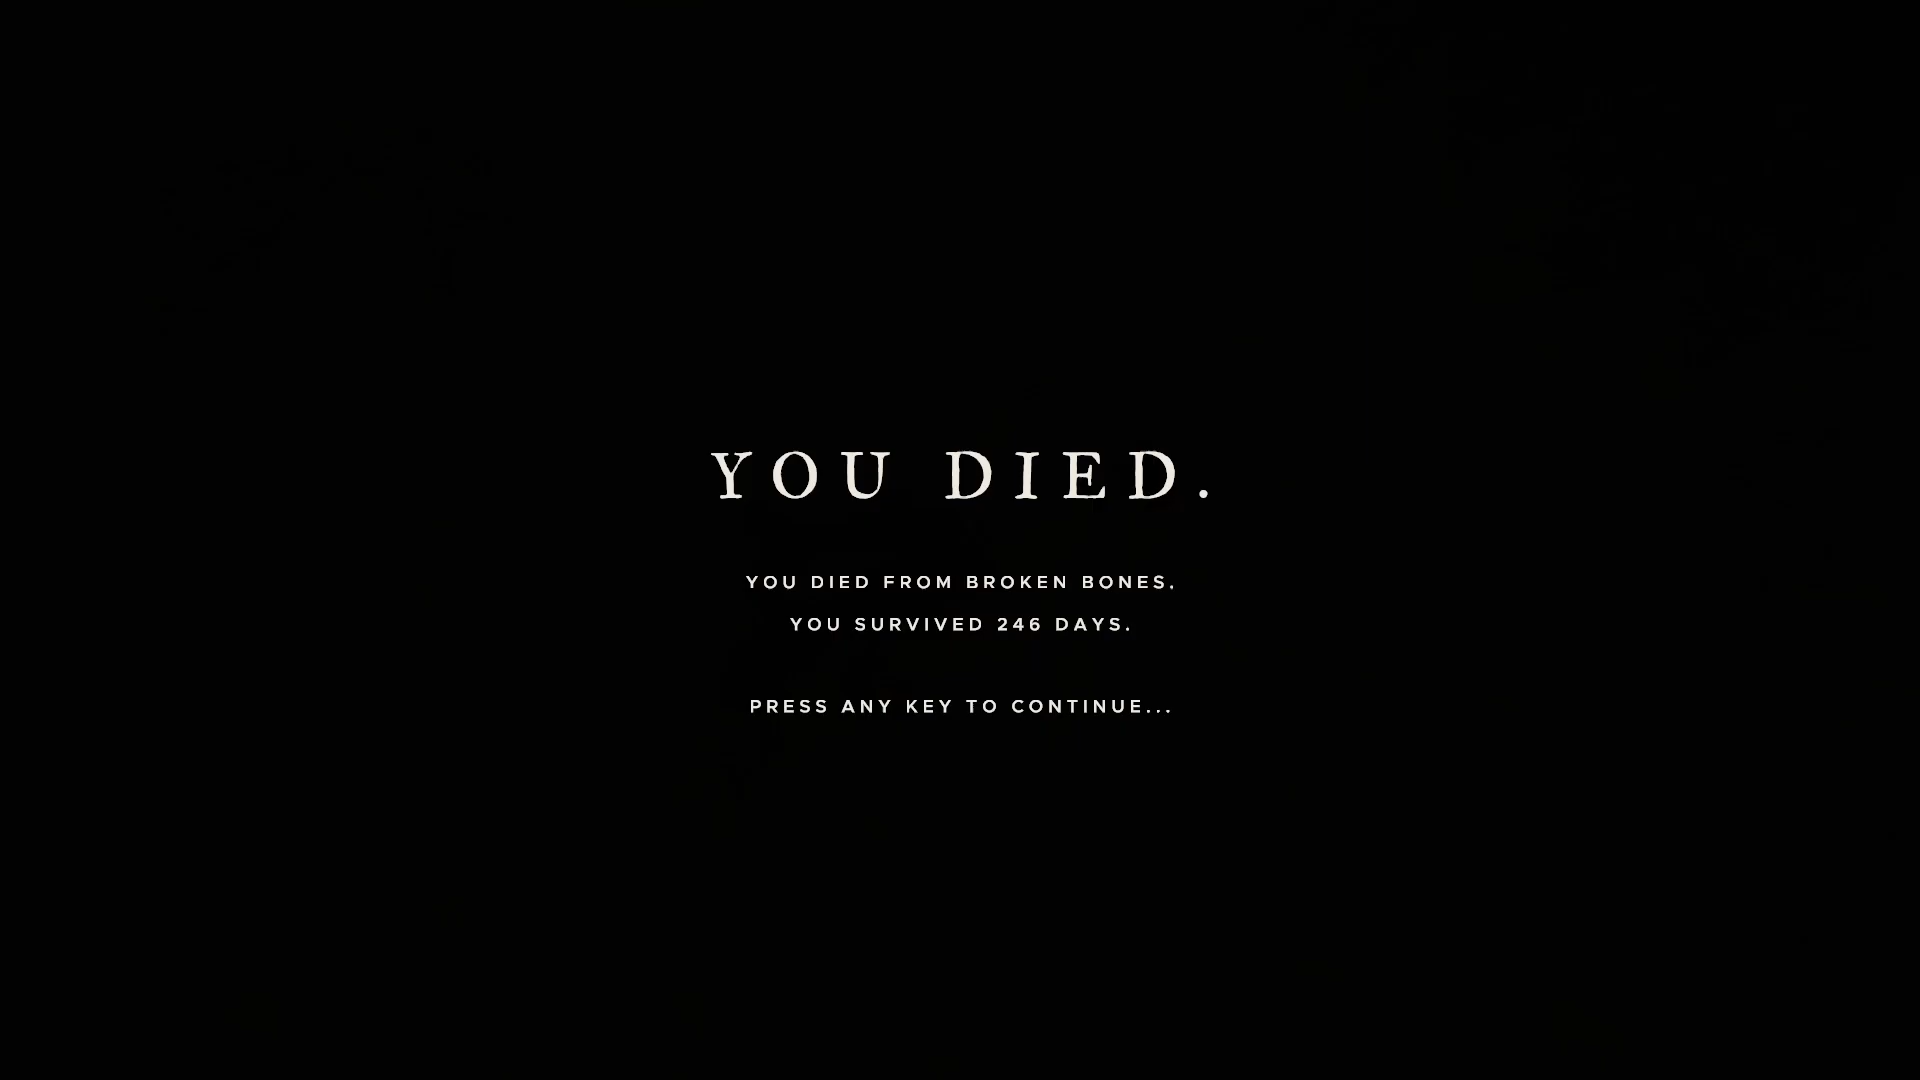 YOU DIED.
YOU DIED FROM BROKEN BONES.
YOU SURVIVED 246 DAYS.
PRESS ANY KEY TO CONTINUE...